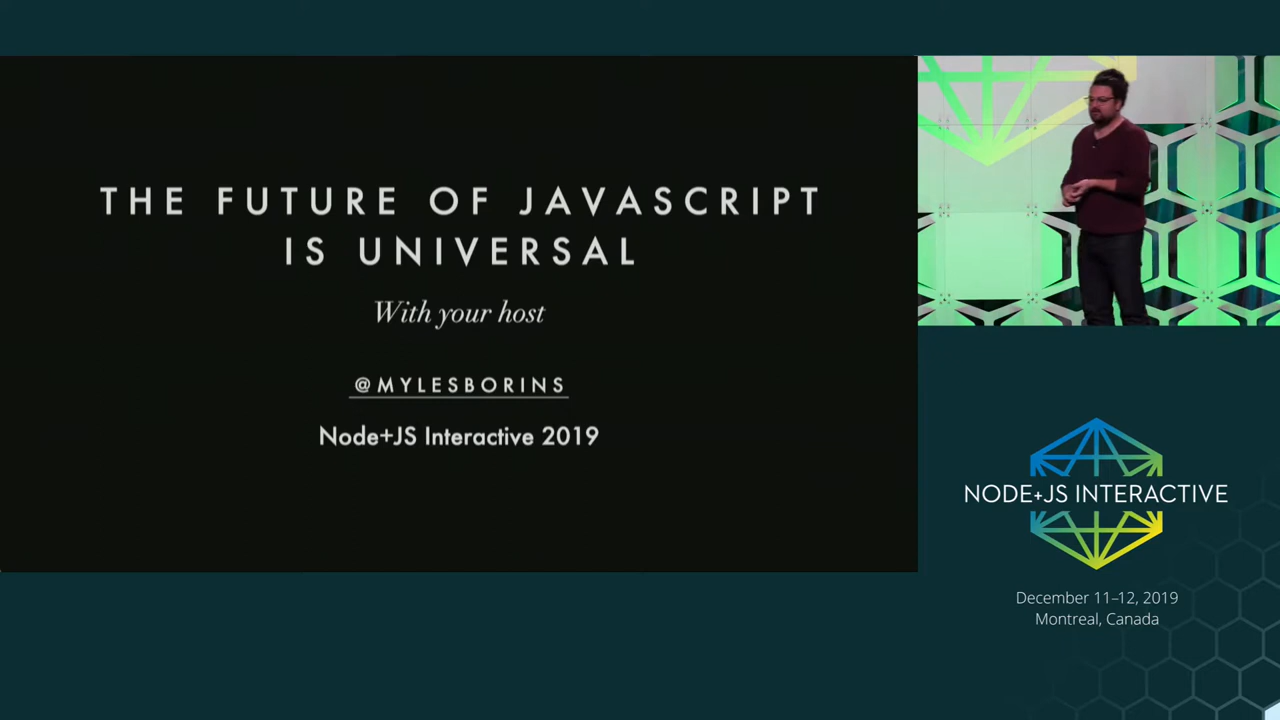 THE FUTURE OF JAVASCRIPT
IS UNIVERSAL
With your host
@MYLESBORINS
Node+JS Interactive 2019
NODE+JS INTERACTIVE
December 11–12, 2019
Montreal, Canada